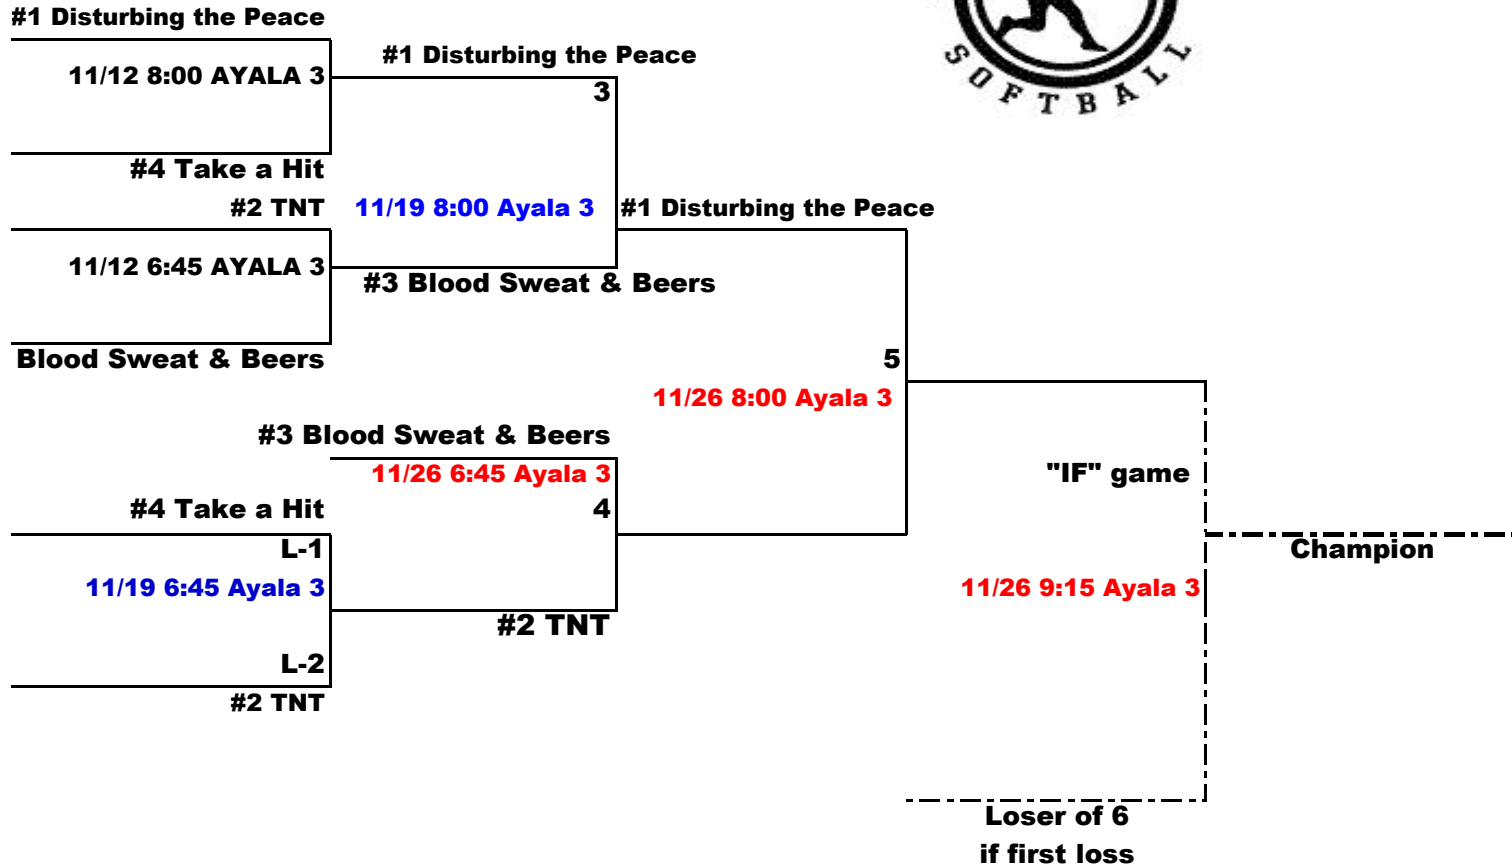 #1 Disturbing the Peace
SOFTBALL
#1 Disturbing the Peace
11/12 8:00 AYALA 3
3
#4 Take a Hit
#2 TNT
11/19 8:00 Ayala 3
#1 Disturbing the Peace
11/12 6:45 AYALA 3
#3 Blood Sweat & Beers
Blood Sweat & Beers
5
11/26 8:00 Ayala 3
#3 Blood Sweat & Beers
11/26 6:45 Ayala 3
"IF" game
#4 Take a Hit
4
L-1
Champion
11/19 6:45 Ayala 3
11/26 9:15 Ayala 3
#2 TNT
L-2
#2 TNT
Loser of 6
if first loss